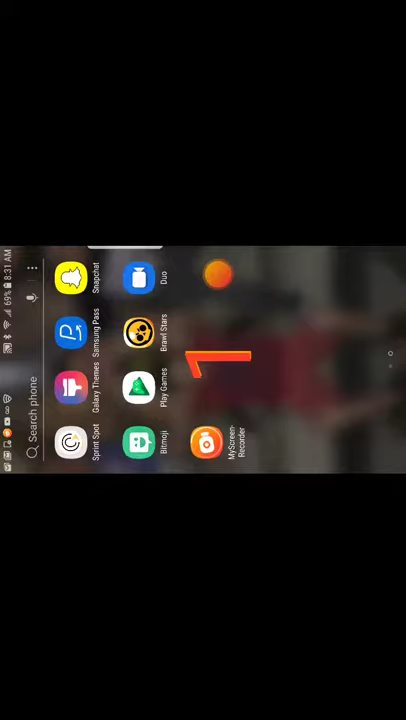 69% 8:31 AM
Search phone
Sprint Spot
Galaxy Themes
Samsung Pass
Snapchat
Bitmoji
Play Games
Brawl Stars
Duo
1
MyScreen-
Recorder